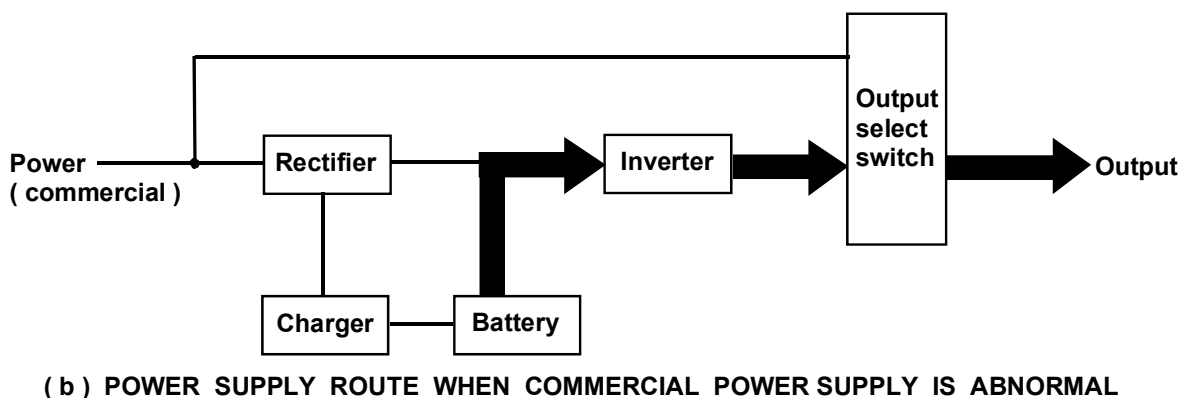 Output
select
switch
Power
( commercial )
Rectifier
Inverter
Output
Charger
Battery
( b ) POWER SUPPLY ROUTE WHEN COMMERCIAL POWER SUPPLY IS ABNORMAL